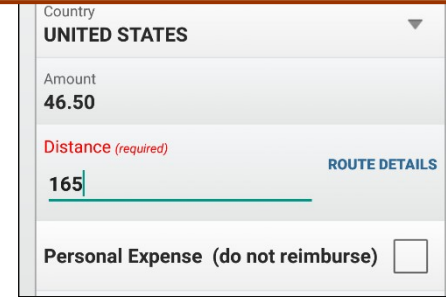 Country
UNITED STATES
Amount
46.50
Distance (required)
ROUTE DETAILS
165
Personal Expense (do not reimburse)